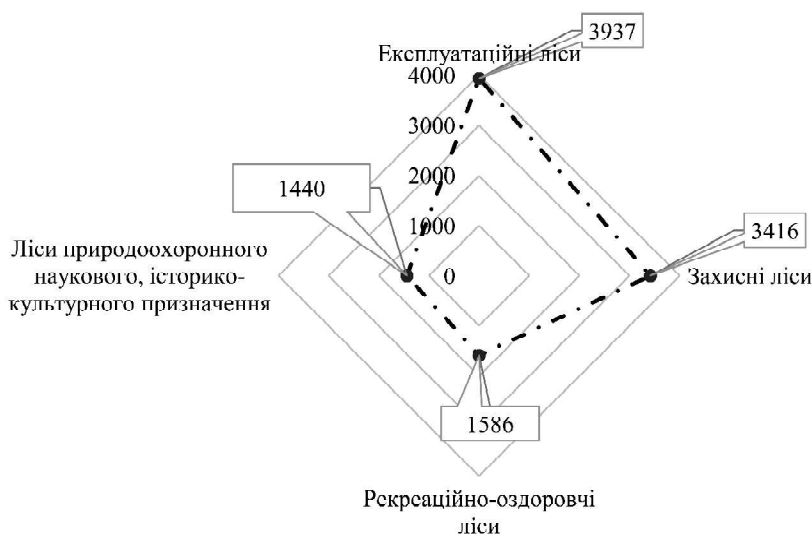 3937
Експлуатаційні ліси
4000
3000
2000
1440
1000
3416
Ліси природоохоронного
наукового, історико-
культурного призначення
0
Захисні ліси
1586
Рекреаційно-оздоровчі
ліси